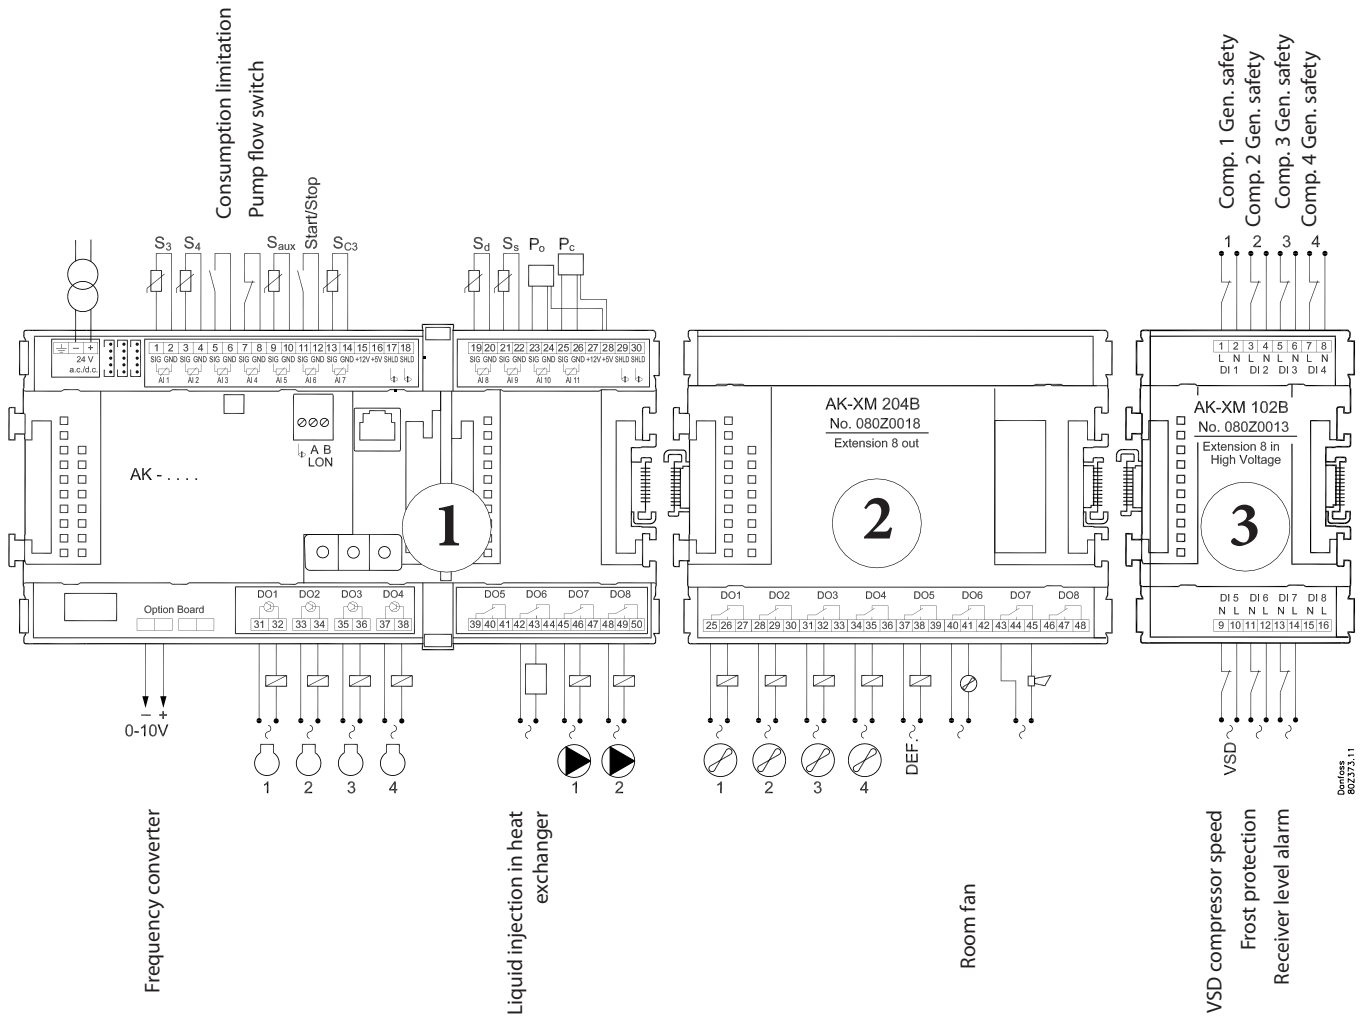 Consumption limitation
Pump flow switch
Comp. 1 Gen. safety
Comp. 2 Gen. safety
Comp. 3 Gen. safety
Comp. 4 Gen. safety
S3 S4 Saux Start/Stop SC3 Sd Ss Po Pc
1 2 3 4
− +
24 V
a.c./d.c.
1 2 3 4 5 6 7 8 9 10 11 12 13 14 15 16 17 18
SIG GND SIG GND SIG GND SIG GND SIG GND SIG GND SIG GND +12V +5V SHLD SHLD
AI 1 AI 2 AI 3 AI 4 AI 5 AI 6 AI 7
19 20 21 22 23 24 25 26 27 28 29 30
SIG GND SIG GND SIG GND SIG GND +12V +5V SHLD SHLD
AI 8 AI 9 AI 10 AI 11
1 2 3 4 5 6 7 8
L N L N L N L N
DI 1 DI 2 DI 3 DI 4
A B
LON
AK - . . . .
1
AK-XM 204B
No. 080Z0018
Extension 8 out
2
AK-XM 102B
No. 080Z0013
Extension 8 in
High Voltage
3
Option Board
DO1 DO2 DO3 DO4
31 32 33 34 35 36 37 38
DO5 DO6 DO7 DO8
39 40 41 42 43 44 45 46 47 48 49 50
DO1 DO2 DO3 DO4 DO5 DO6 DO7 DO8
25 26 27 28 29 30 31 32 33 34 35 36 37 38 39 40 41 42 43 44 45 46 47 48
DI 5 DI 6 DI 7 DI 8
N L N L N L N L
9 10 11 12 13 14 15 16
− +
0-10V
1 2 3 4
1 2
1 2 3 4
DEF.
VSD
Frequency converter
Liquid injection in heat
exchanger
Room fan
VSD compressor speed
Frost protection
Receiver level alarm
Danfoss
80Z373.11